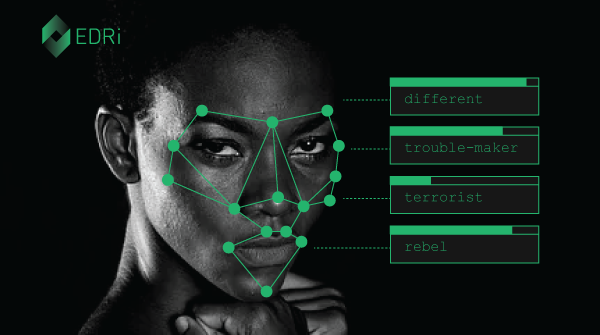 EDRi
different
trouble-maker
terrorist
rebel